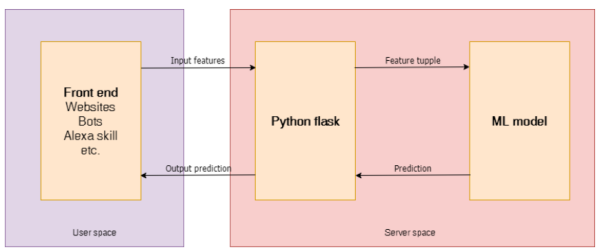 Front end
Websites
Bots
Alexa skill
etc.
Input features
Output prediction
Python flask
Feature tupple
Prediction
ML model
User space
Server space